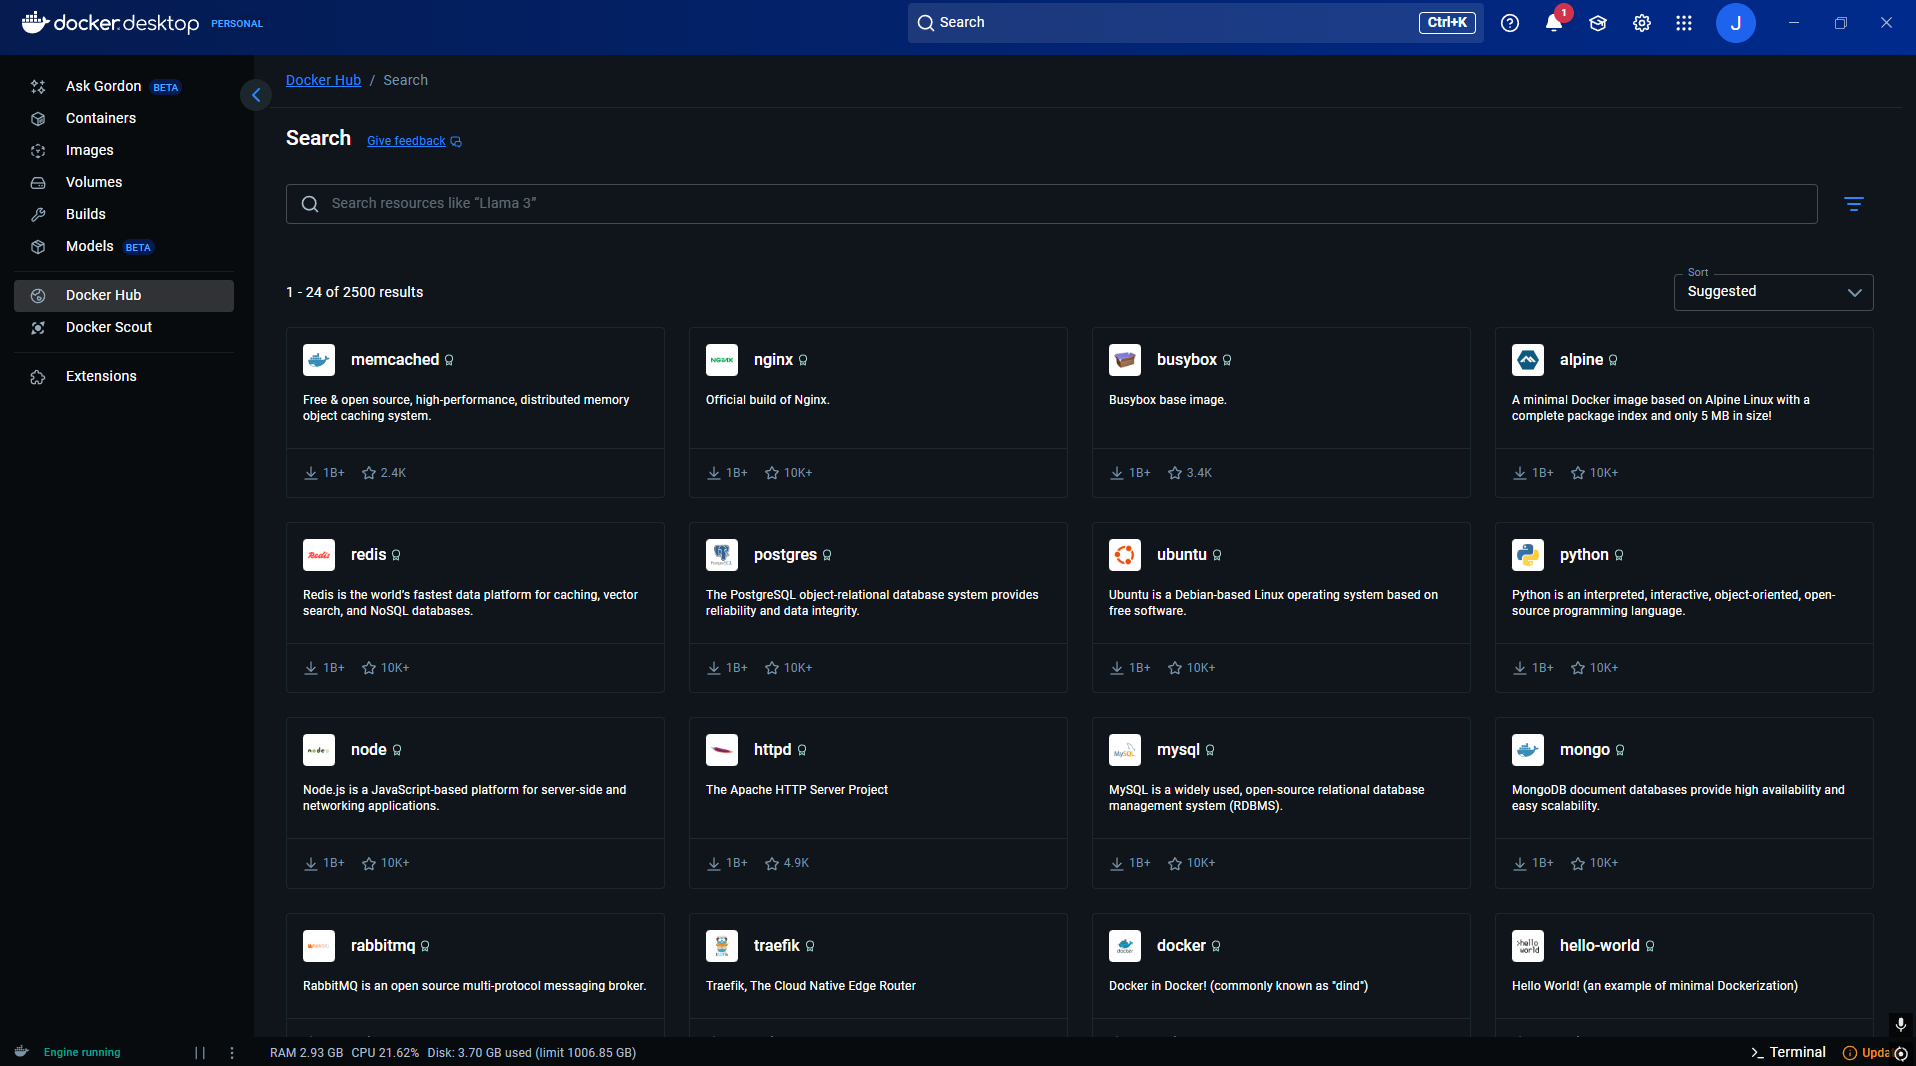 docker.desktop PERSONAL
Search Ctrl+K
1
J
Ask Gordon BETA
Containers
Images
Volumes
Builds
Models BETA
Docker Hub
Docker Scout
Extensions
Docker Hub / Search
Search Give feedback
Search resources like “Llama 3”
1 - 24 of 2500 results
Sort
Suggested
memcached
Free & open source, high-performance, distributed memory
object caching system.
1B+ 2.4K
NGINX
nginx
Official build of Nginx.
1B+ 10K+
busybox
Busybox base image.
1B+ 3.4K
alpine
A minimal Docker image based on Alpine Linux with a
complete package index and only 5 MB in size!
1B+ 10K+
Redis
redis
Redis is the world’s fastest data platform for caching, vector
search, and NoSQL databases.
1B+ 10K+
PostgreSQL
postgres
The PostgreSQL object-relational database system provides
reliability and data integrity.
1B+ 10K+
ubuntu
Ubuntu is a Debian-based Linux operating system based on
free software.
1B+ 10K+
python
Python is an interpreted, interactive, object-oriented, open-
source programming language.
1B+ 10K+
node
node
Node.js is a JavaScript-based platform for server-side and
networking applications.
1B+ 10K+
httpd
The Apache HTTP Server Project
1B+ 4.9K
MySQL
mysql
MySQL is a widely used, open-source relational database
management system (RDBMS).
1B+ 10K+
mongo
MongoDB document databases provide high availability and
easy scalability.
1B+ 10K+
rabbitmq
RabbitMQ is an open source multi-protocol messaging broker.
traefik
Traefik, The Cloud Native Edge Router
docker
docker
Docker in Docker! (commonly known as "dind")
>hello
world
hello-world
Hello World! (an example of minimal Dockerization)
Engine running
RAM 2.93 GB CPU 21.62% Disk: 3.70 GB used (limit 1006.85 GB)
Terminal